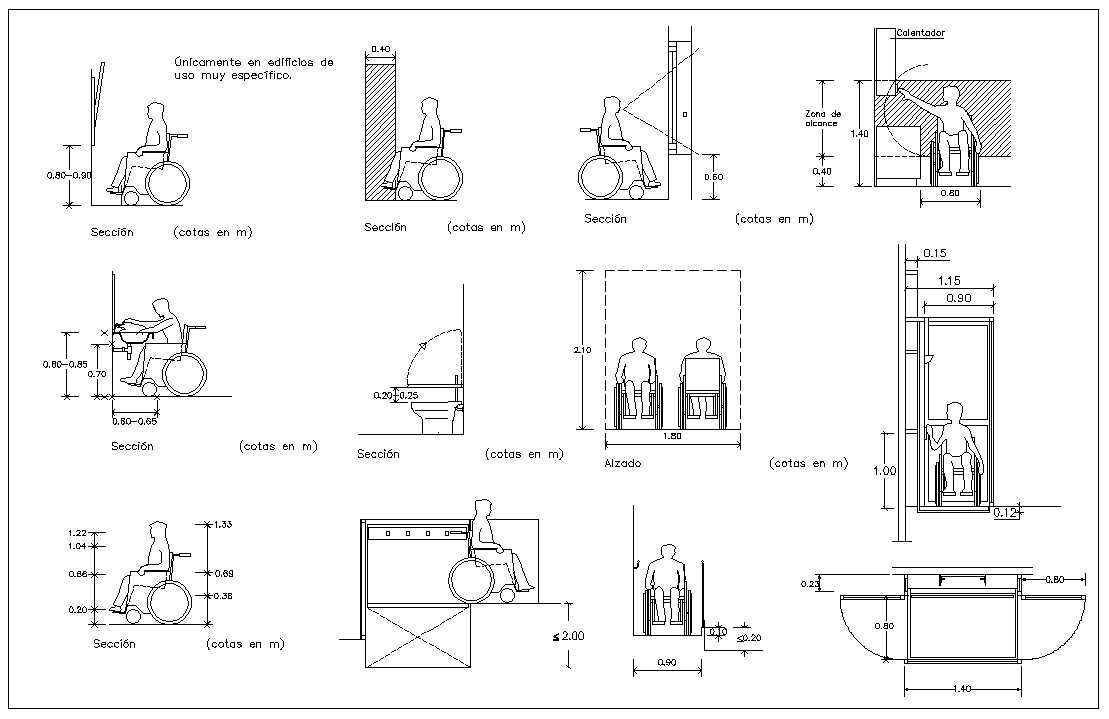 Únicamente en edificios de
uso muy específico.
0.80-0.90
Sección (cotas en m)
0.40
Sección (cotas en m)
0.60
Sección (cotas en m)
Calentador
Zona de
alcance
1.40
0.40
0.80
0.80-0.85
0.70
0.60-0.65
Sección (cotas en m)
0.20-0.25
Sección (cotas en m)
2.10
1.80
Alzado (cotas en m)
0.15
1.15
0.90
1.00
0.12
1.22
1.04
0.66
0.20
1.33
0.69
0.38
Sección (cotas en m)
≤2.00
≤0.20
0.90
0.23
0.80
0.80
1.40